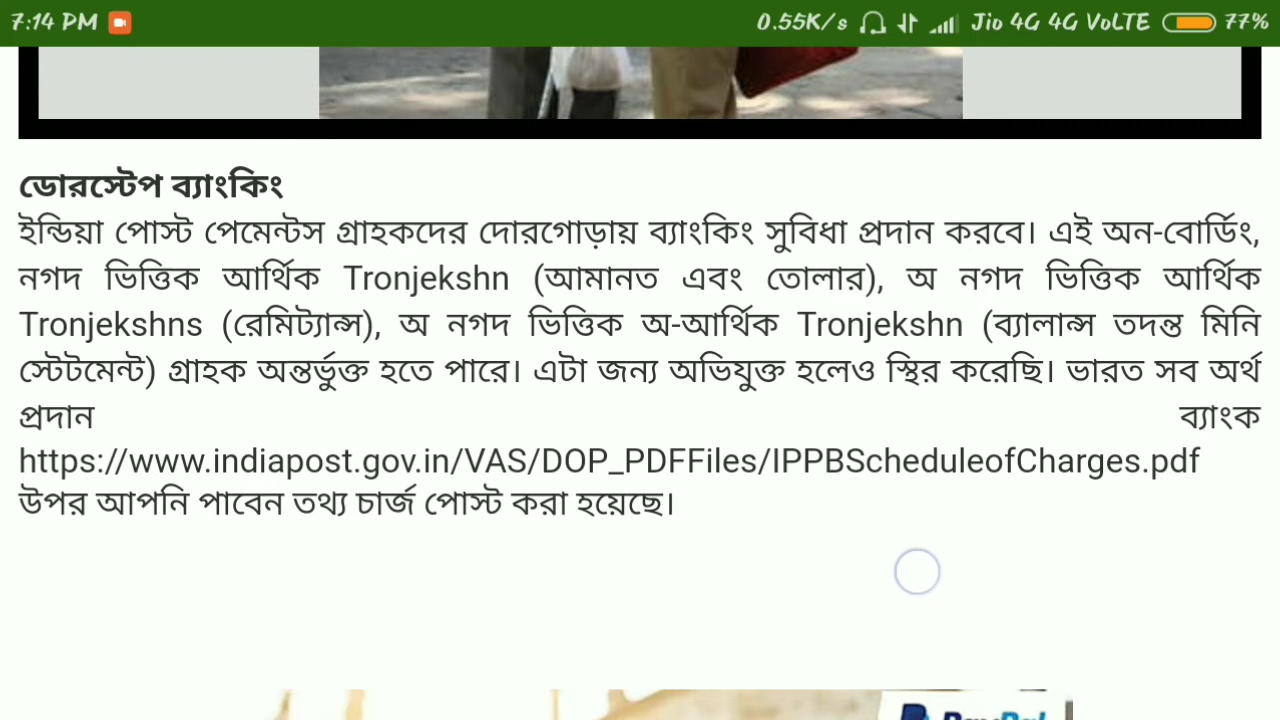 7:14 PM 0.55K/s Jio 4G 4G VoLTE 77%
ডোরস্টেপ ব্যাংকিং
ইন্ডিয়া পোস্ট পেমেন্টস গ্রাহকদের দোরগোড়ায় ব্যাংকিং সুবিধা প্রদান করবে। এই অন-বোর্ডিং,
নগদ ভিত্তিক আর্থিক Tronjekshn (আমানত এবং তোলার), অ নগদ ভিত্তিক আর্থিক
Tronjekshns (রেমিট্যান্স), অ নগদ ভিত্তিক অ-আর্থিক Tronjekshn (ব্যালান্স তদন্ত মিনি
স্টেটমেন্ট) গ্রাহক অন্তর্ভুক্ত হতে পারে। এটা জন্য অভিযুক্ত হলেও স্থির করেছি। ভারত সব অর্থ
প্রদান ব্যাংক
https://www.indiapost.gov.in/VAS/DOP_PDFFiles/IPPBScheduleofCharges.pdf
উপর আপনি পাবেন তথ্য চার্জ পোস্ট করা হয়েছে।
PayPal